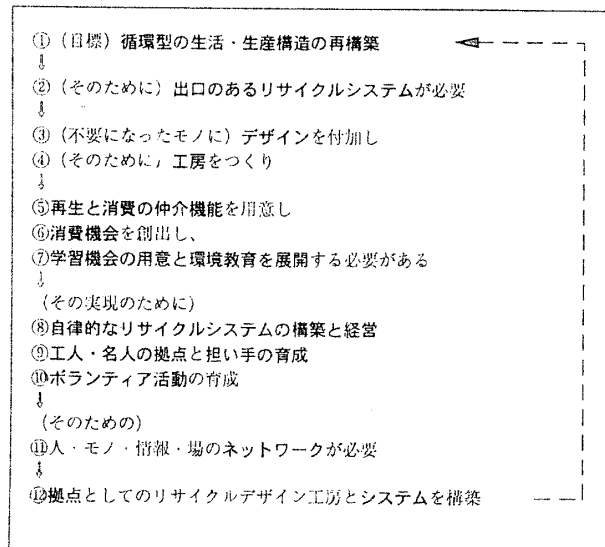 ①（目標）循環型の生活・生産構造の再構築
↓
②（そのために）出口のあるリサイクルシステムが必要
↓
③（不要になったモノに）デザインを付加し
④（そのために，工房をつくり
↓
⑤再生と消費の仲介機能を用意し
⑥消費機会を創出し、
⑦学習機会の用意と環境教育を展開する必要がある
↓
（その実現のために）
⑧自律的なリサイクルシステムの構築と経営
⑨工人・名人の拠点と担い手の育成
⑩ボランティア活動の育成
↓
（そのための）
⑪人・モノ・情報・場のネットワークが必要
↓
⑫拠点としてのリサイクルデザイン工房とシステムを構築